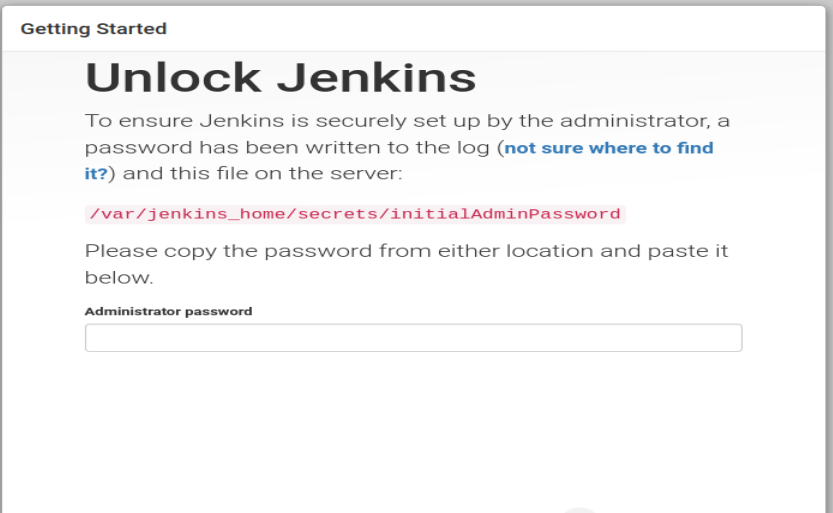 Getting Started
Unlock Jenkins
To ensure Jenkins is securely set up by the administrator, a
password has been written to the log (not sure where to find
it?) and this file on the server:
/var/jenkins_home/secrets/initialAdminPassword
Please copy the password from either location and paste it
below.
Administrator password